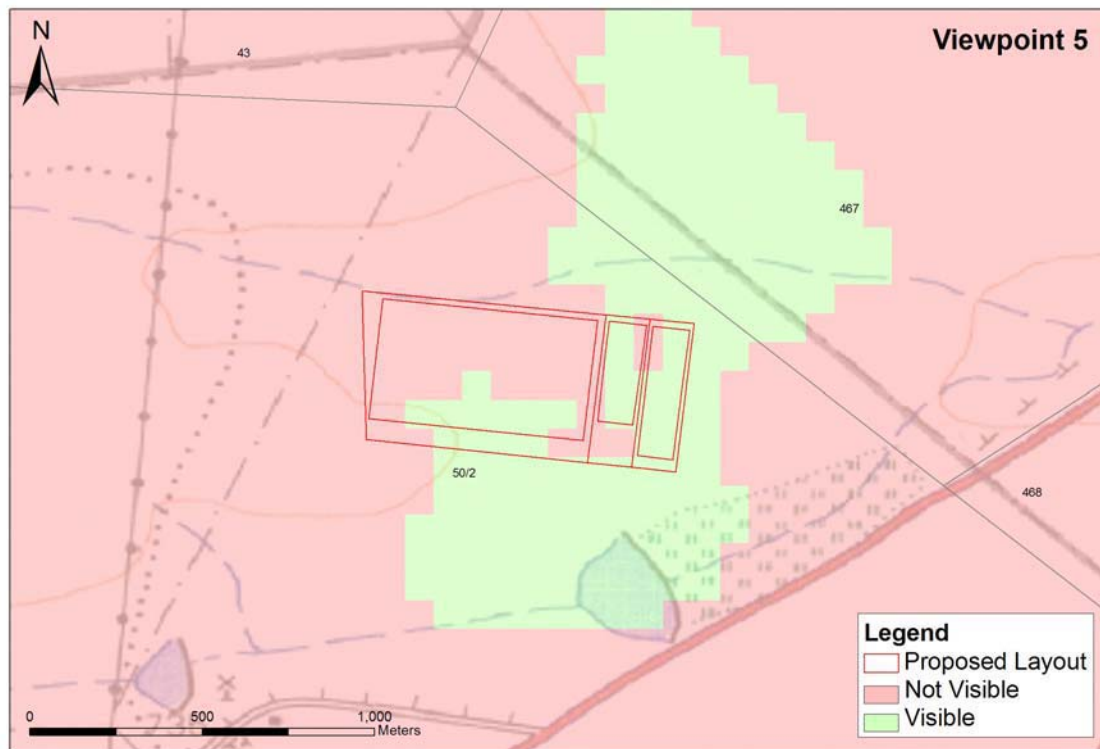 N
Viewpoint 5
43
467
50/2
468
Legend
Proposed Layout
Not Visible
Visible
0 500 1,000
Meters